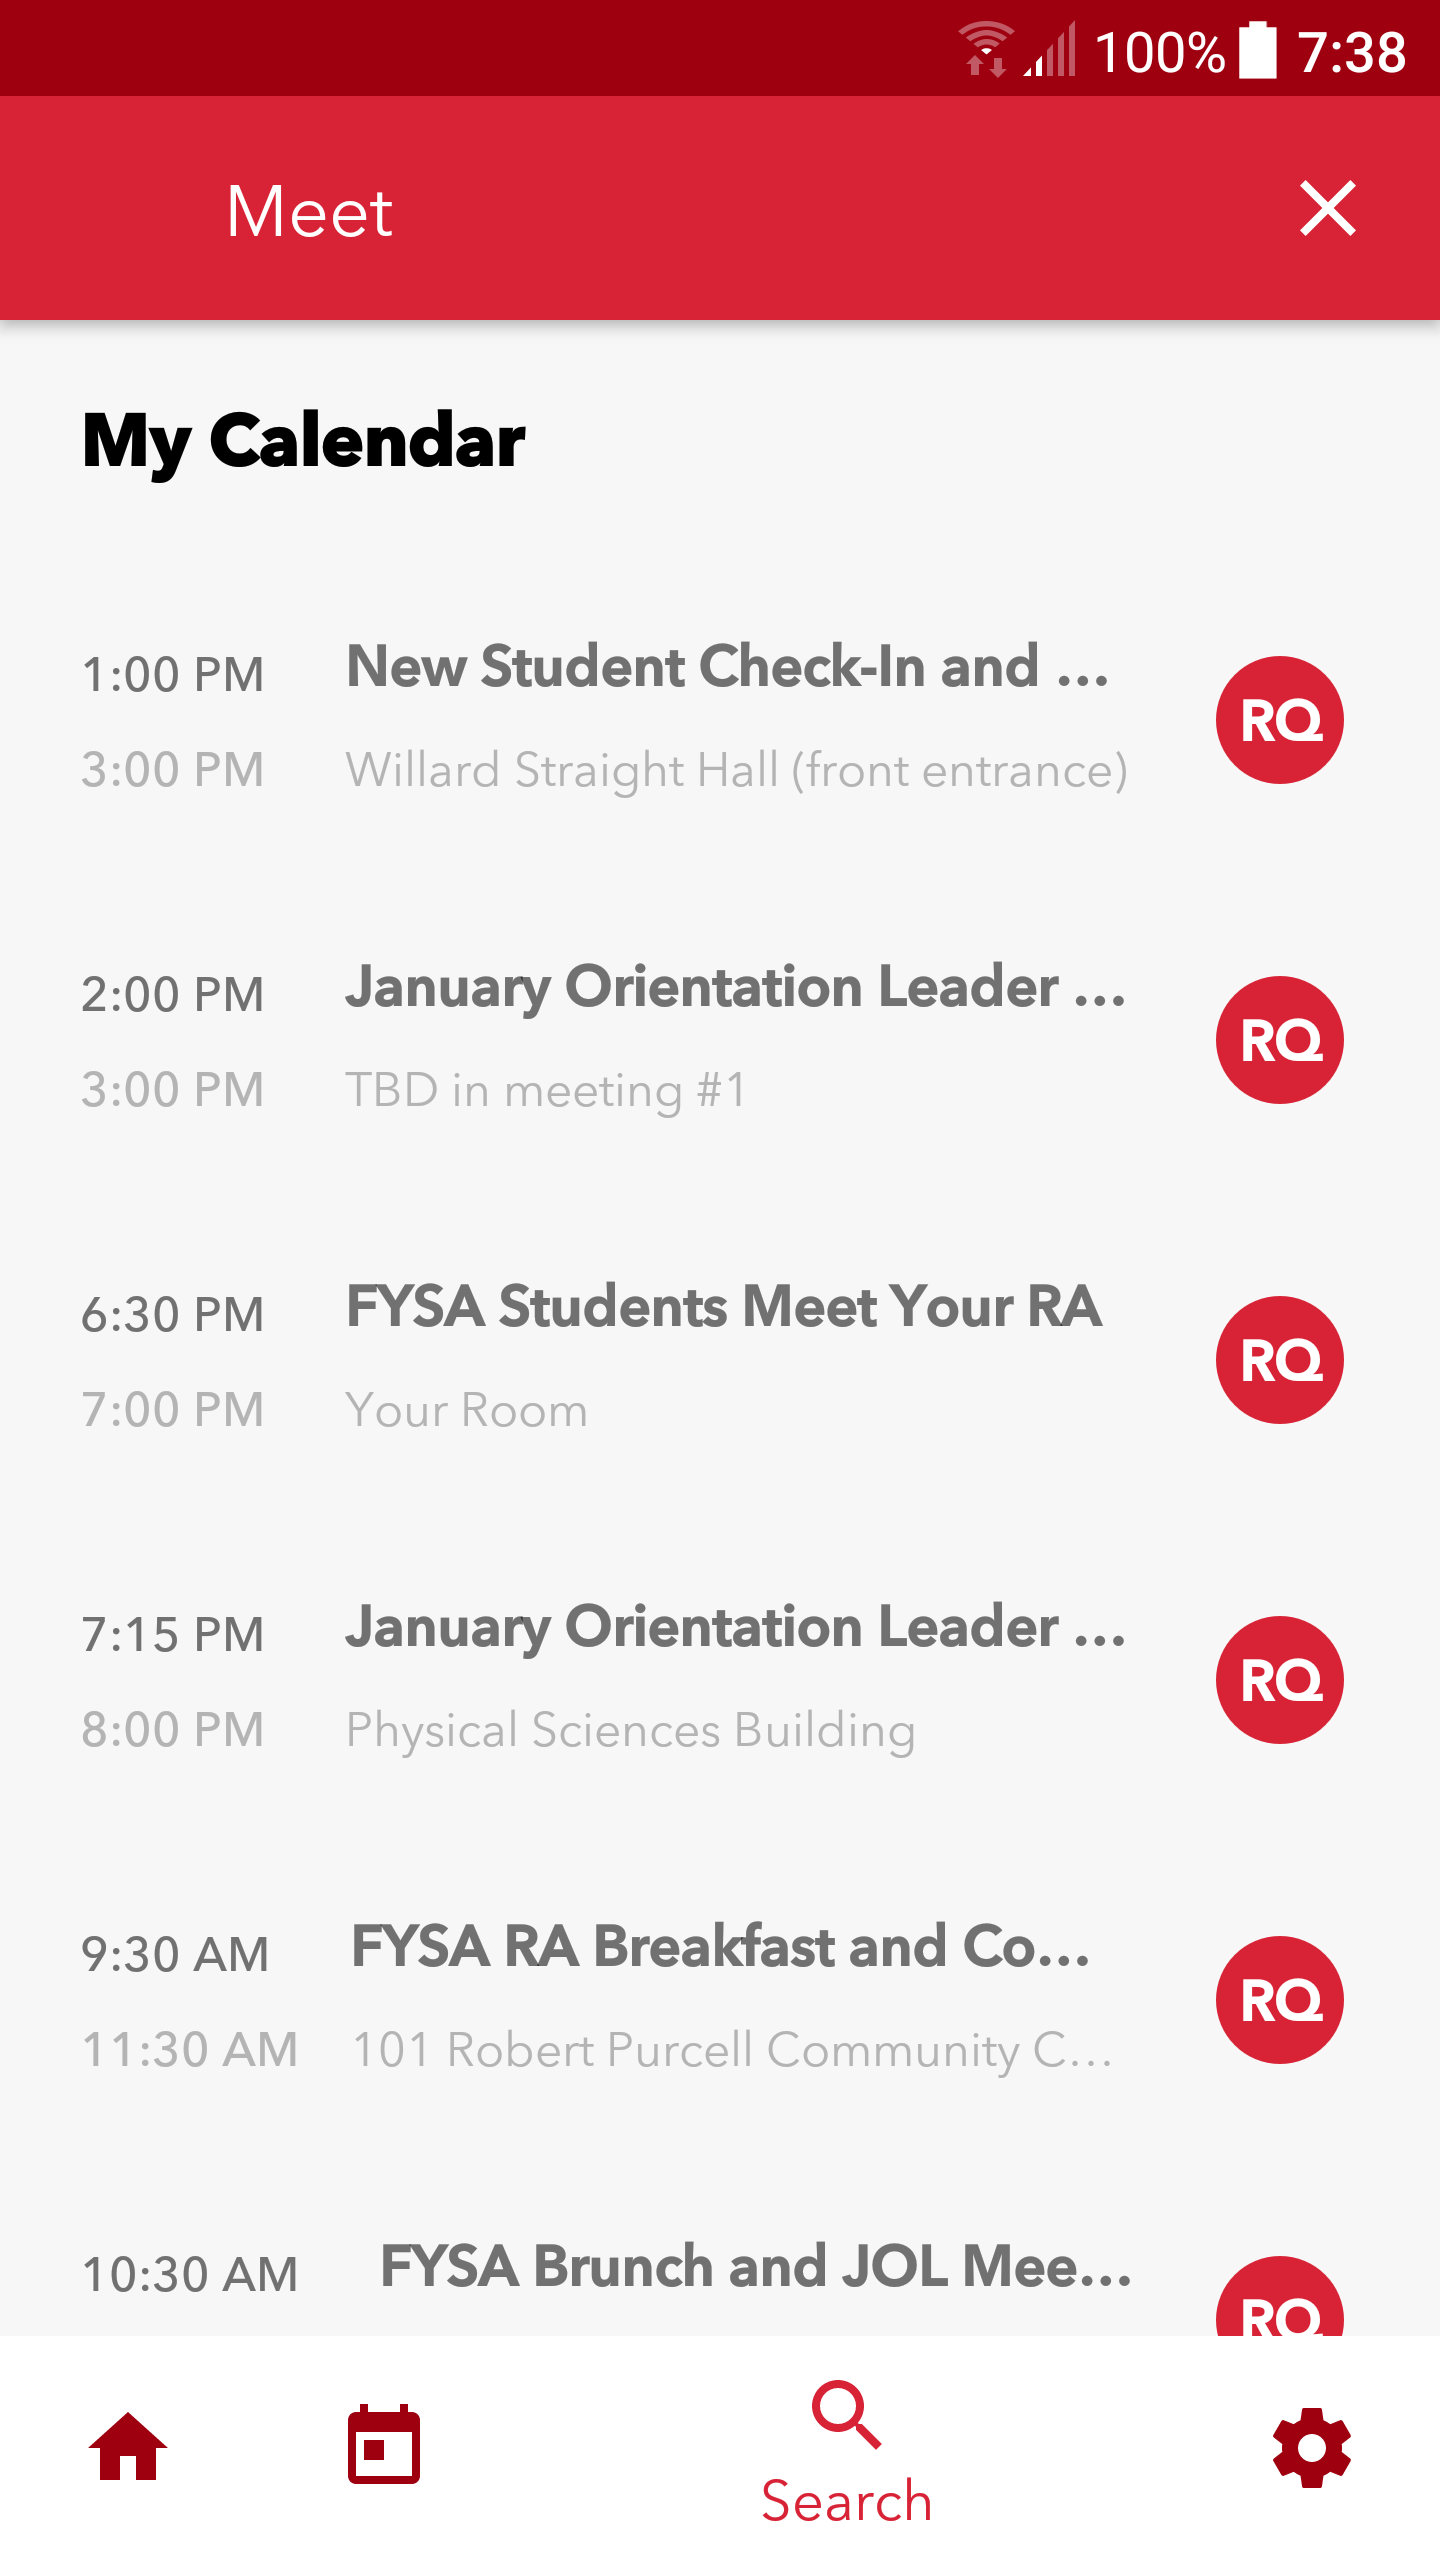 100% 7:38
Meet
My Calendar
1:00 PM New Student Check-In and ... RQ
3:00 PM Willard Straight Hall (front entrance)
2:00 PM January Orientation Leader ... RQ
3:00 PM TBD in meeting #1
6:30 PM FYSA Students Meet Your RA RQ
7:00 PM Your Room
7:15 PM January Orientation Leader ... RQ
8:00 PM Physical Sciences Building
9:30 AM FYSA RA Breakfast and Co... RQ
11:30 AM 101 Robert Purcell Community C...
10:30 AM FYSA Brunch and JOL Mee... RQ
Search